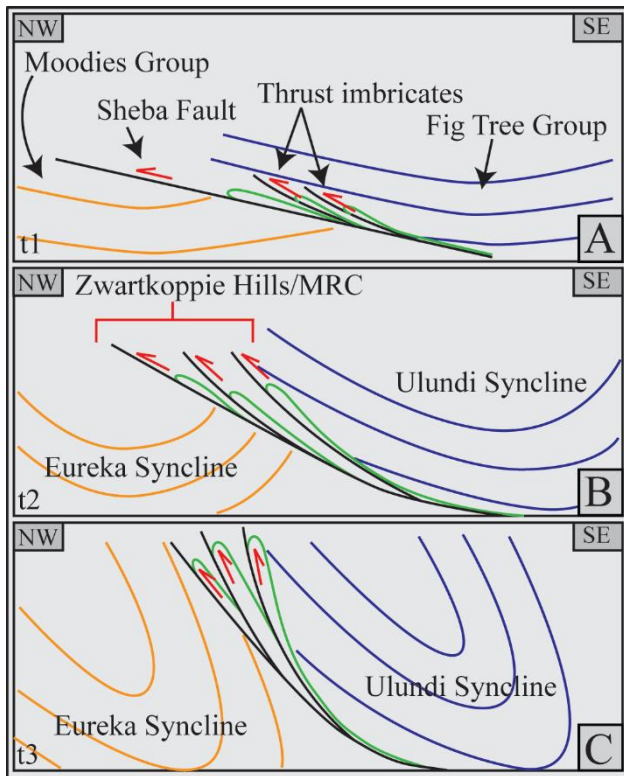 NW
SE
Moodies Group
Sheba Fault
Thrust imbricates
Fig Tree Group
t1
A
NW
SE
Zwartkoppie Hills/MRC
Ulundi Syncline
Eureka Syncline
t2
B
NW
SE
Ulundi Syncline
Eureka Syncline
t3
C